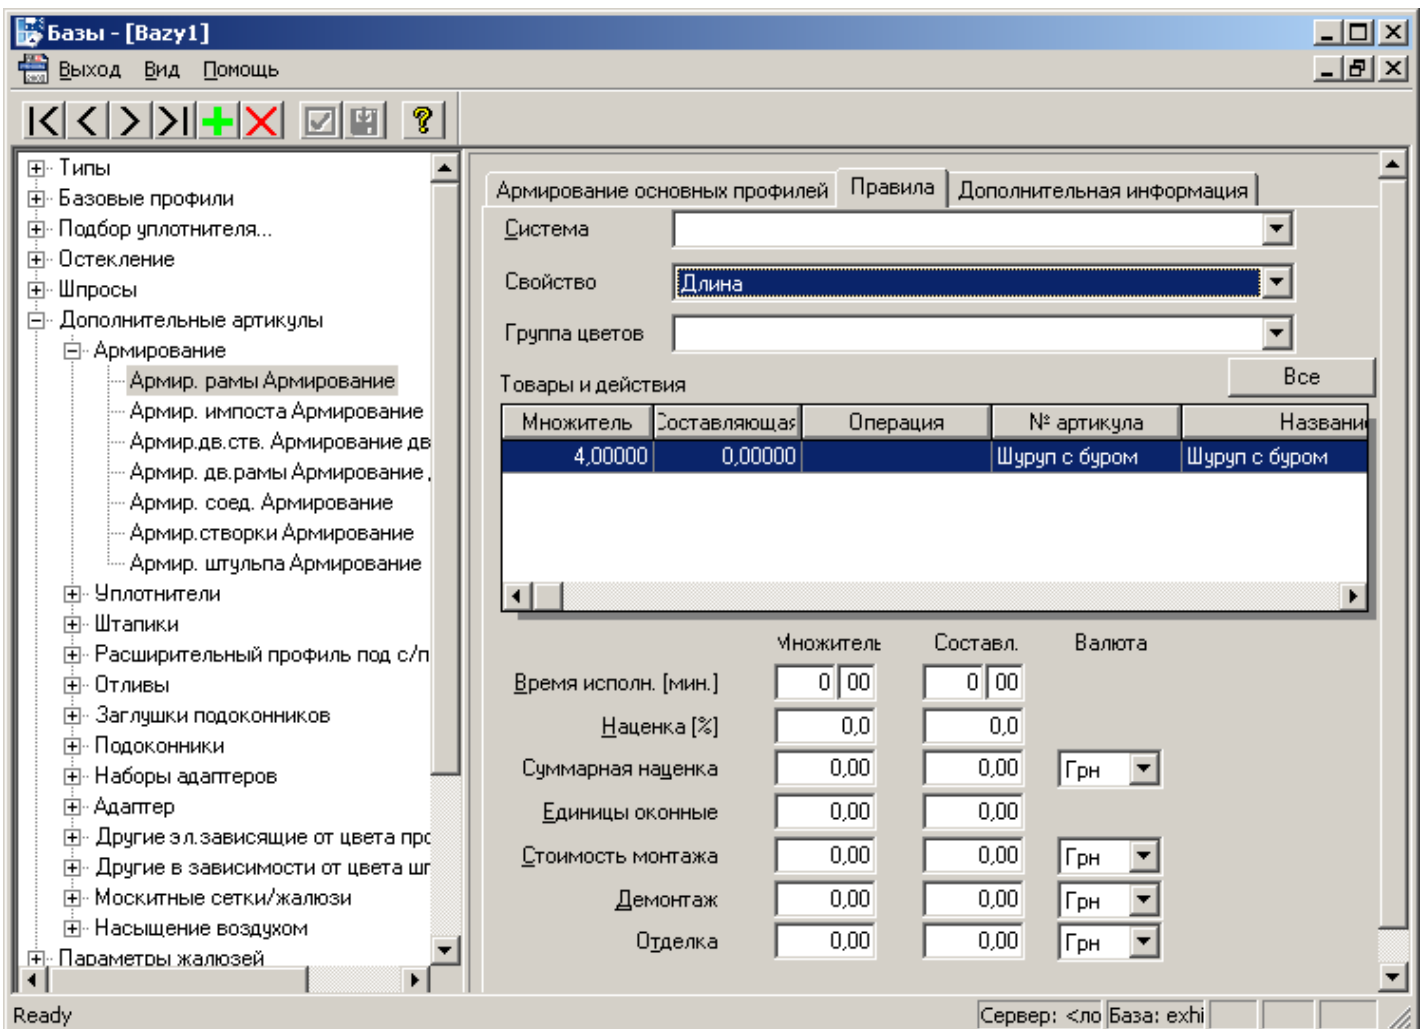 Базы - [Bazy1]
Выход Вид Помощь
Типы
Базовые профили
Подбор уплотнителя...
Остекление
Шпросы
Дополнительные артикулы
Армирование
Армир. рамы Армирование
Армир. импоста Армирование
Армир.дв.ств. Армирование дв
Армир. дв.рамы Армирование
Армир. соед. Армирование
Армир.створки Армирование
Армир. штульпа Армирование
Уплотнители
Штапики
Расширительный профиль под с/п
Отливы
Заглушки подоконников
Подоконники
Наборы адаптеров
Адаптер
Другие эл.зависящие от цвета про
Другие в зависимости от цвета шп
Москитные сетки/жалюзи
Насыщение воздухом
Параметры жалюзей
Армирование основных профилей Правила Дополнительная информация
Система
Свойство Длина
Группа цветов
Все
Товары и действия
Множитель Составляющая Операция № артикула Названи
4,00000 0,00000 Шуруп с буром Шуруп с буром
Множитель Составл. Валюта
Время исполн. [мин.] 0 00 0 00
Наценка [%] 0,0 0,0
Суммарная наценка 0,00 0,00 Грн
Единицы оконные 0,00 0,00
Стоимость монтажа 0,00 0,00 Грн
Демонтаж 0,00 0,00 Грн
Отделка 0,00 0,00 Грн
Ready Сервер: <ло База: exhi